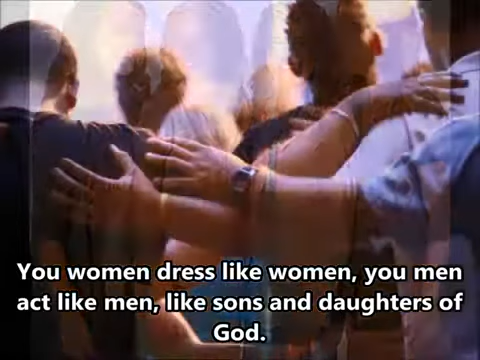 You women dress like women, you men
act like men, like sons and daughters of
God.